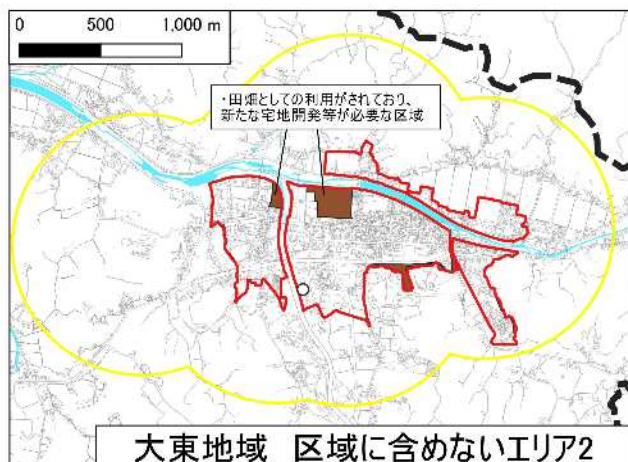 0 500 1,000 m
・田畑としての利用がされており、
新たな宅地開発等が必要な区域
大東地域 区域に含めないエリア2